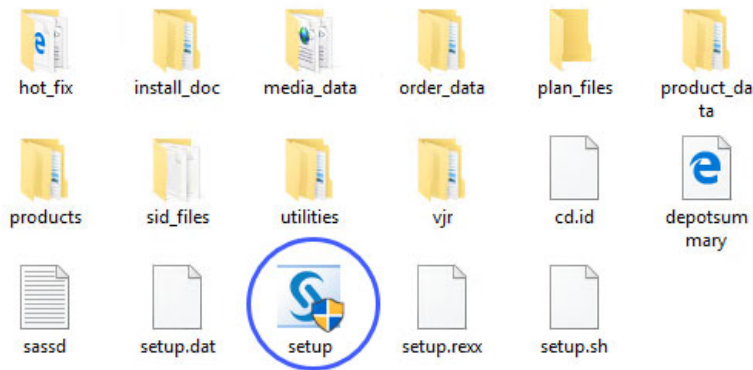 hot_fix
install_doc
media_data
order_data
plan_files
product_da
ta
products
sid_files
utilities
vjr
cd.id
depotsum
mary
sassd
setup.dat
setup
setup.rexx
setup.sh